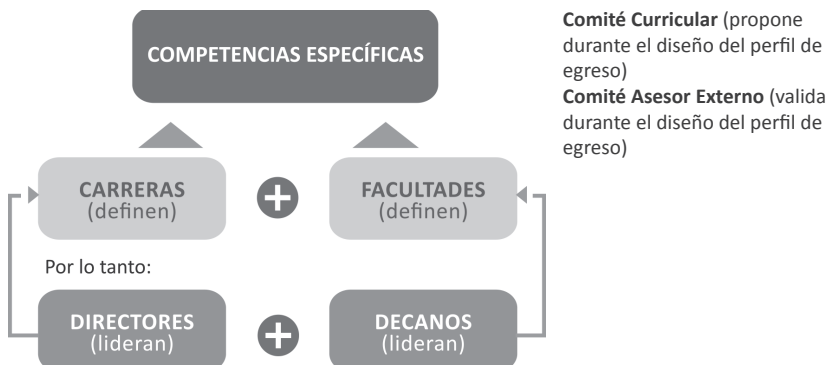 COMPETENCIAS ESPECÍFICAS
Comité Curricular (propone
durante el diseño del perfil de
egreso)
Comité Asesor Externo (valida
durante el diseño del perfil de
egreso)
CARRERAS
(definen)
FACULTADES
(definen)
Por lo tanto:
DIRECTORES
(lideran)
DECANOS
(lideran)